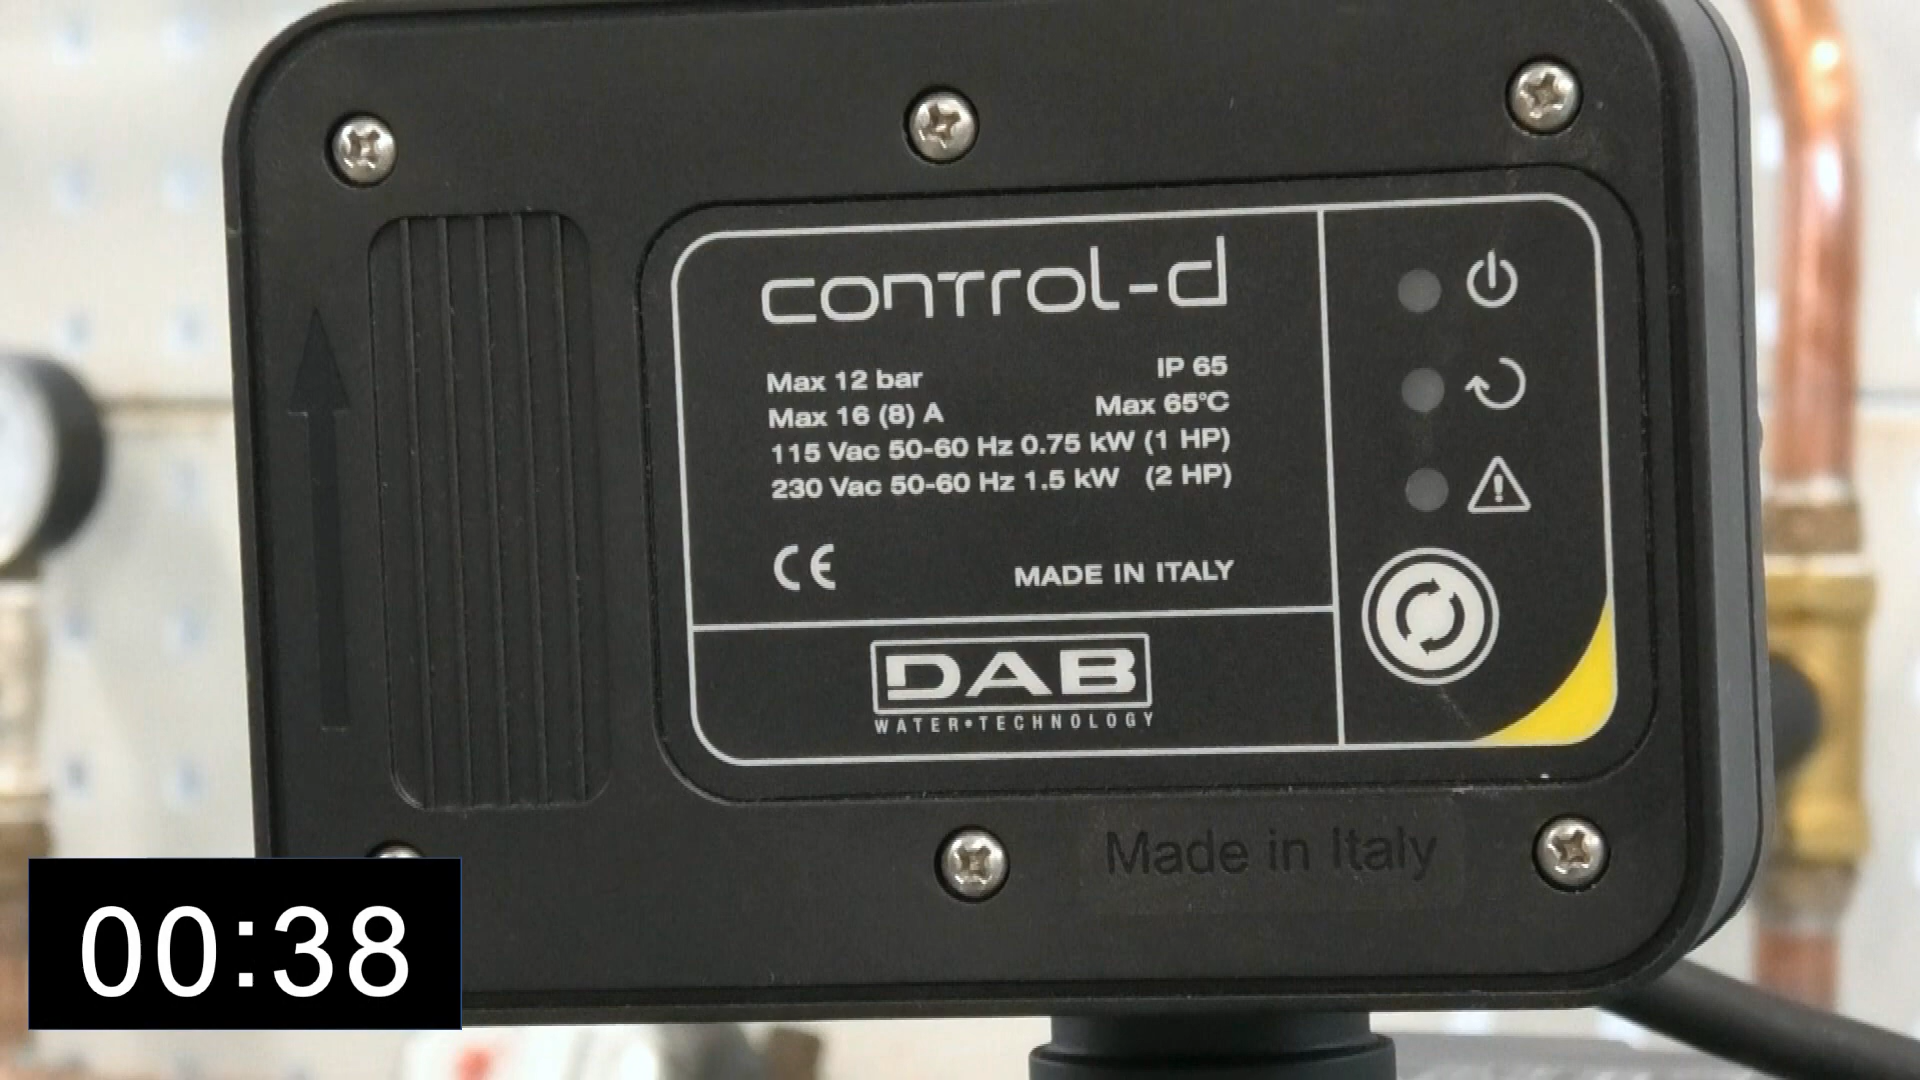 control-d
Max 12 bar IP 65
Max 16 (8) A Max 65°C
115 Vac 50-60 Hz 0.75 kW (1 HP)
230 Vac 50-60 Hz 1.5 kW (2 HP)
CE MADE IN ITALY
DAB
WATER•TECHNOLOGY
Made in Italy
00:38